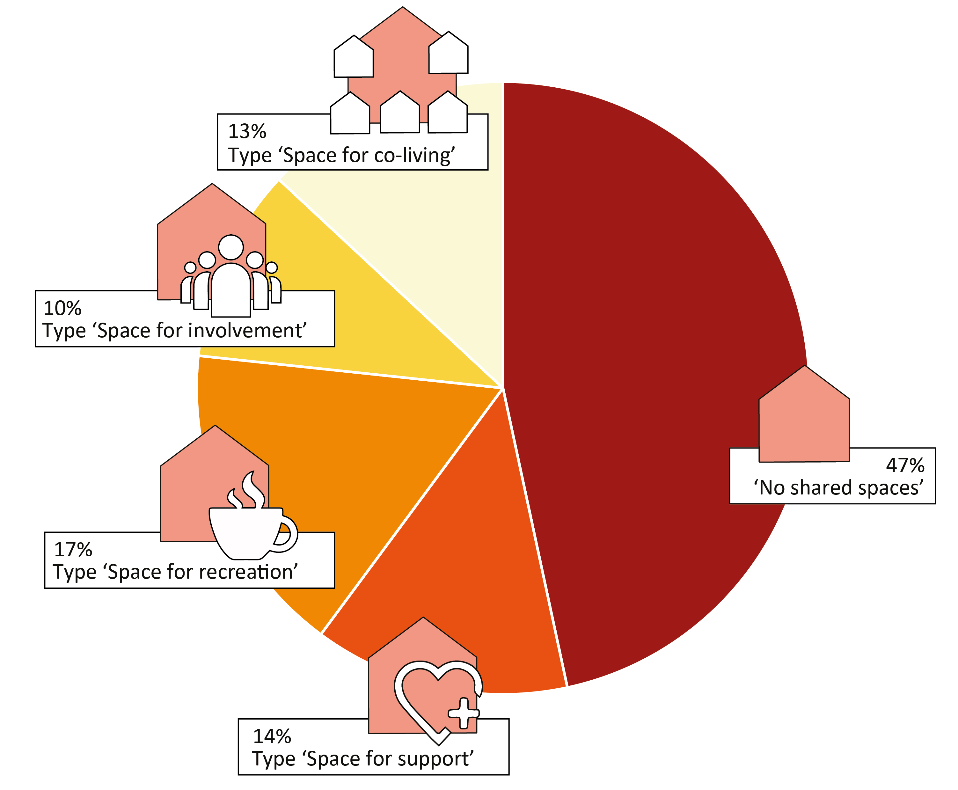 13%
Type ‘Space for co-living’
10%
Type ‘Space for involvement’
47%
‘No shared spaces’
17%
Type ‘Space for recreation’
14%
Type ‘Space for support’